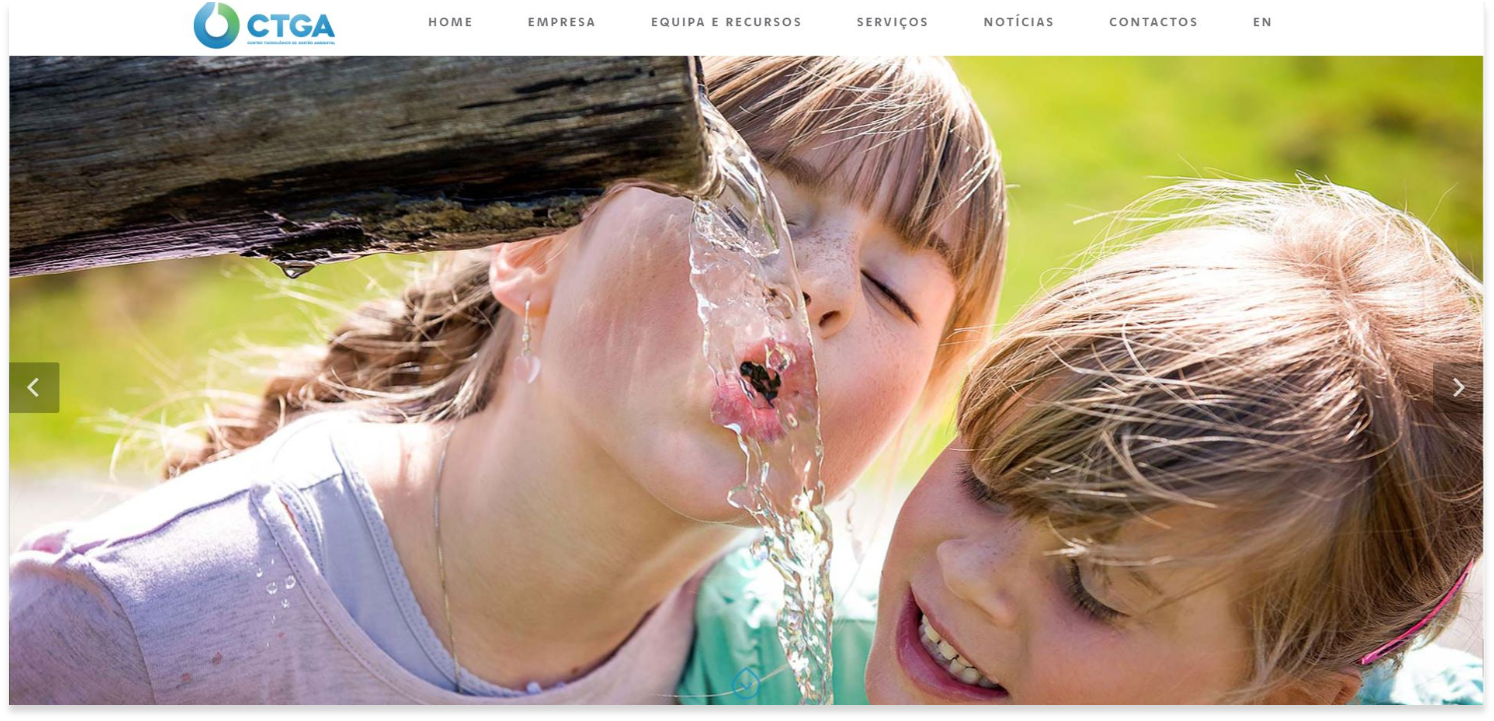 CTGA
CENTRO TECNOLÓGICO DE GESTÃO AMBIENTAL
HOME
EMPRESA
EQUIPA E RECURSOS
SERVIÇOS
NOTÍCIAS
CONTACTOS
EN